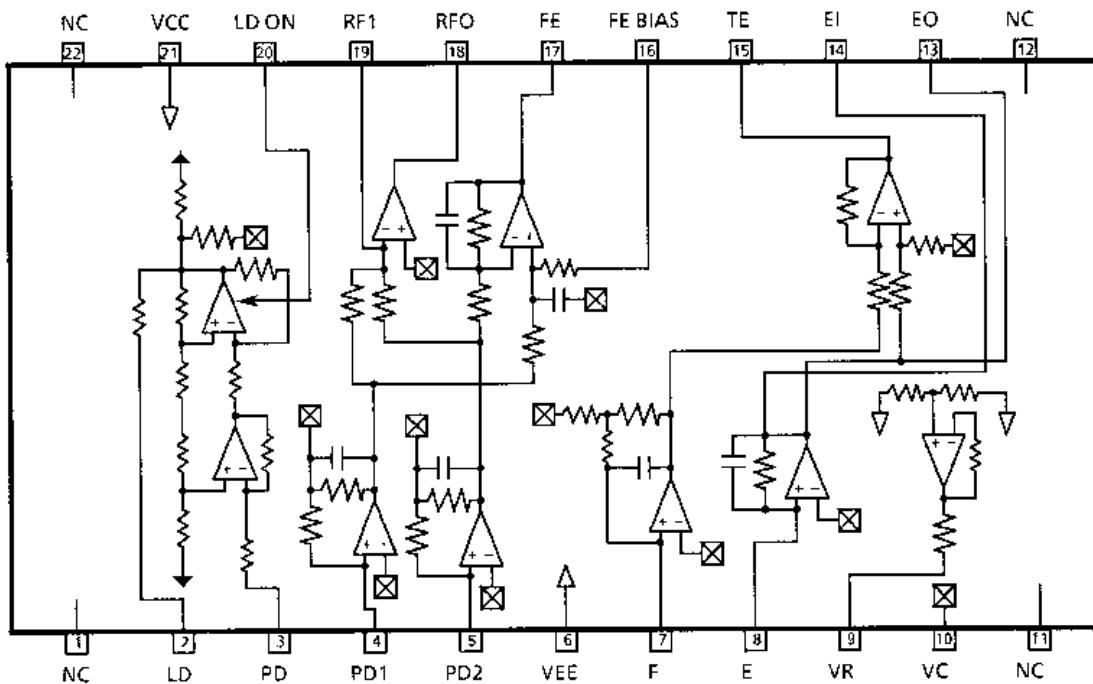 NC VCC LD ON RF1 RFO FE FE BIAS TE EI EO NC
22 21 20 19 18 17 16 15 14 13 12
- +
- +
- +
+ -
+ -
+ -
+ -
+ -
+ -
+ -
+ -
1 2 3 4 5 6 7 8 9 10 11
NC LD PD PD1 PD2 VEE F E VR VC NC